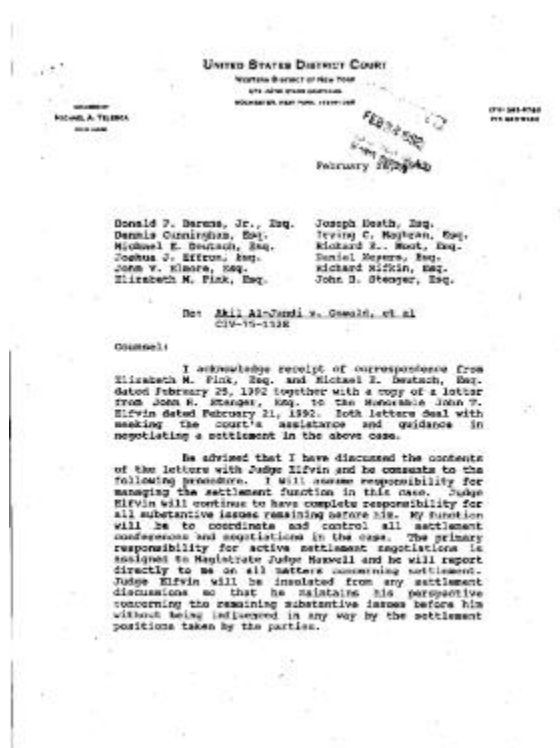 UNITED STATES DISTRICT COURT
WESTERN DISTRICT OF NEW YORK
ROCHESTER, NEW YORK
CHAMBERS OF
MICHAEL A. TELESCA
February
Donald P. Berens, Jr., Esq.
Dennis Cunningham, Esq.
Michael E. Deutsch, Esq.
Joshua J. Effron, Esq.
John V. Elmore, Esq.
Elizabeth M. Fink, Esq.
Joseph Heath, Esq.
Irving C. Maghran, Esq.
Richard E. Moot, Esq.
Daniel Meyers, Esq.
Richard Rifkin, Esq.
John B. Stenger, Esq.
Re: Akil Al-Jundi v. Oswald, et al
CIV-75-132E
Counsel:
I acknowledge receipt of correspondence from
Elizabeth M. Fink, Esq. and Michael E. Deutsch, Esq.
dated February 25, 1992 together with a copy of a letter
from John B. Stenger, Esq. to the Honorable John T.
Elfvin dated February 21, 1992. Both letters deal with
seeking the court's assistance and guidance in
negotiating a settlement in the above case.
Be advised that I have discussed the contents
of the letters with Judge Elfvin and he consents to the
following procedure. I will assume responsibility for
managing the settlement function in this case. Judge
Elfvin will continue to have complete responsibility for
all substantive issues remaining before him. My function
will be to coordinate and control all settlement
conferences and negotiations in the case. The primary
responsibility for active settlement negotiations is
assigned to Magistrate Judge Maxwell and he will report
directly to me on all matters concerning settlement.
Judge Elfvin will be insulated from any settlement
discussions so that he maintains his perspective
concerning the remaining substantive issues before him
without being influenced in any way by the settlement
positions taken by the parties.